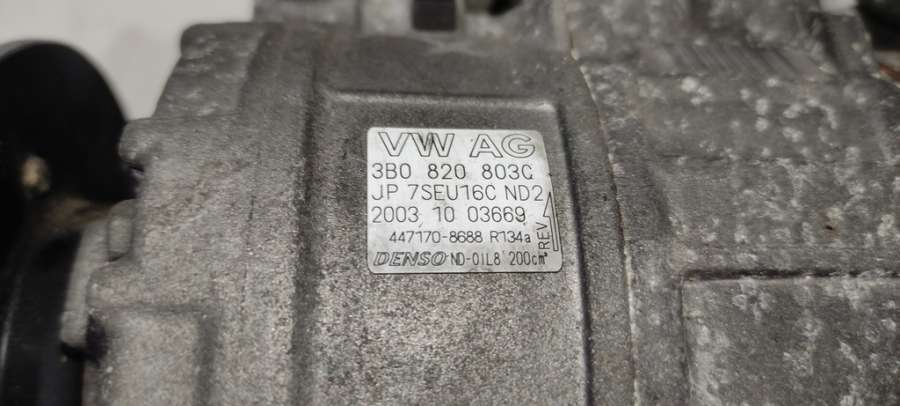 VW AG
3B0 820 803C
JP 7SEU16C ND2
2003 10 03669
447170-8688 R134a
REV
DENSO ND-OIL8 200cm³